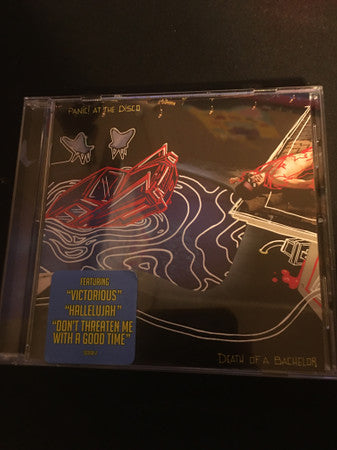 PANIC! AT THE DISCO
FEATURING
"VICTORIOUS"
"HALLELUJAH"
"DON'T THREATEN ME
WITH A GOOD TIME"
DEATH OF A BACHELOR